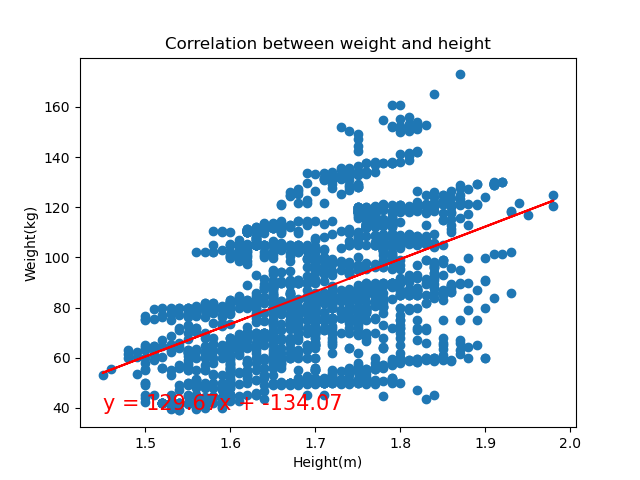 Correlation between weight and height
Weight(kg)
160
140
120
100
80
60
40
y = 129.67x + -134.07
1.5 1.6 1.7 1.8 1.9 2.0
Height(m)